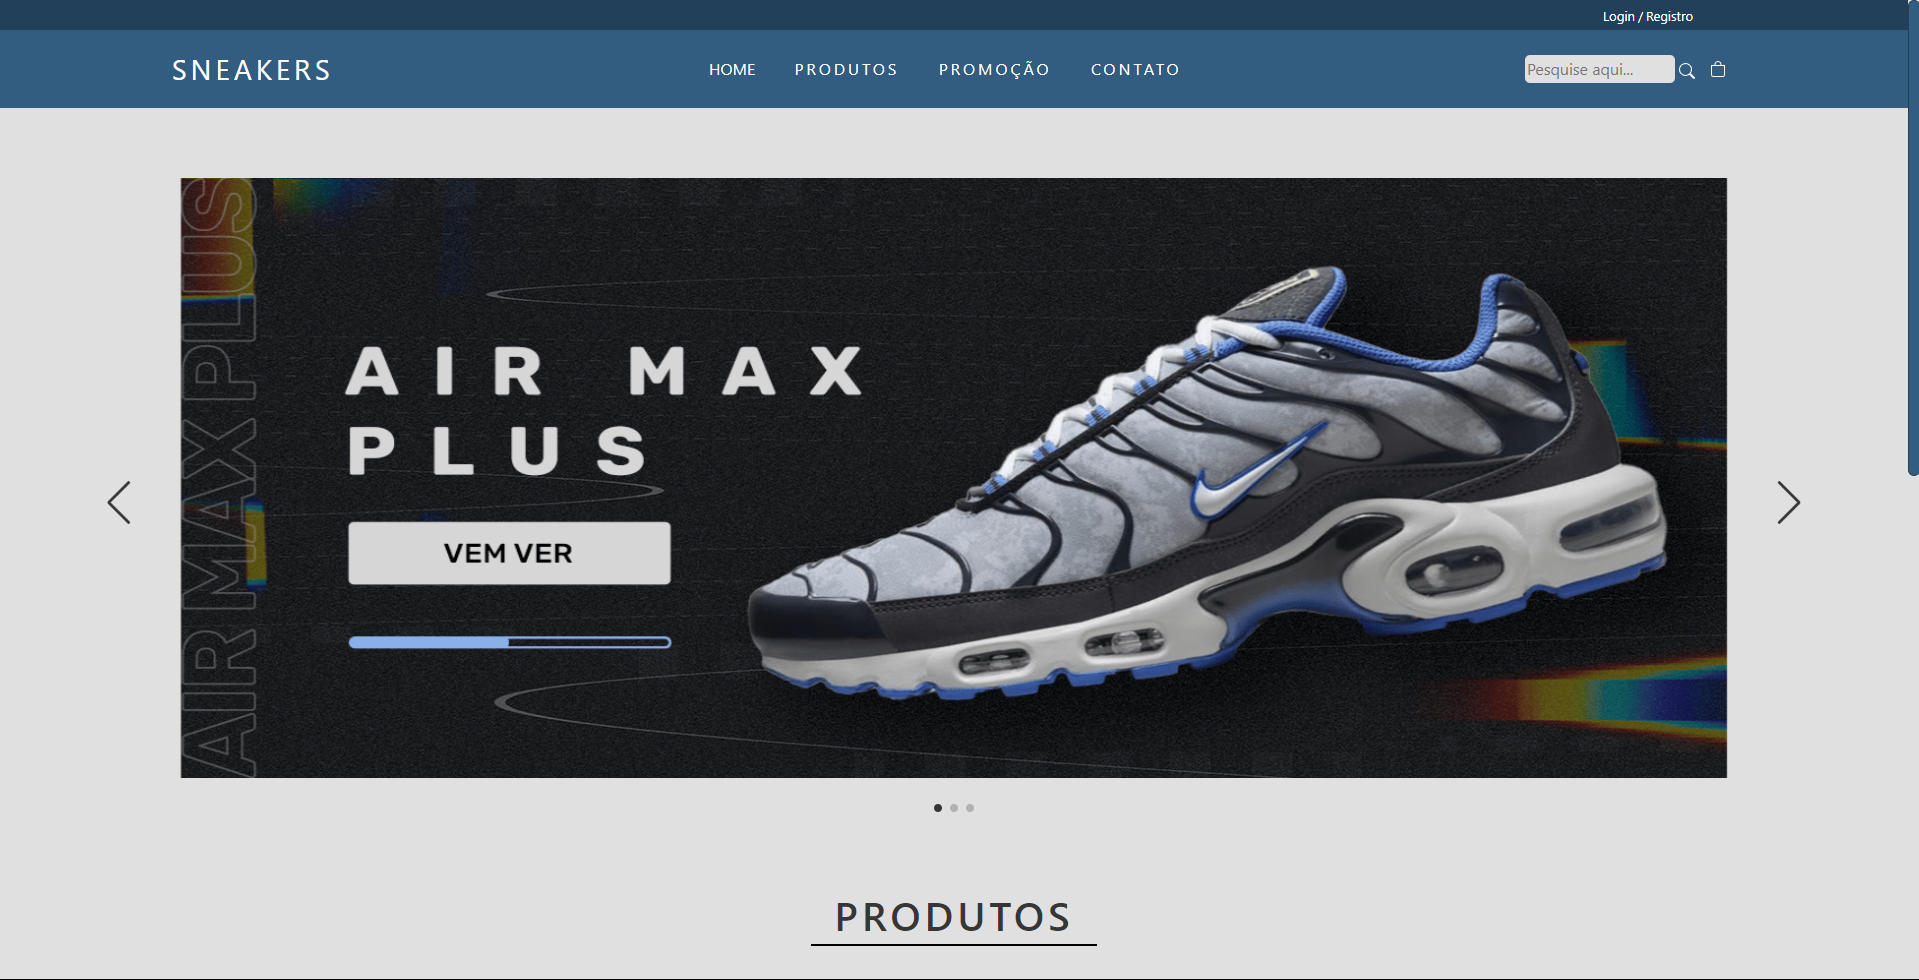 Login / Registro
SNEAKERS
HOME PRODUTOS PROMOÇÃO CONTATO
Pesquise aqui...
AIR MAX PLUS
AIR MAX
PLUS
VEM VER
PRODUTOS